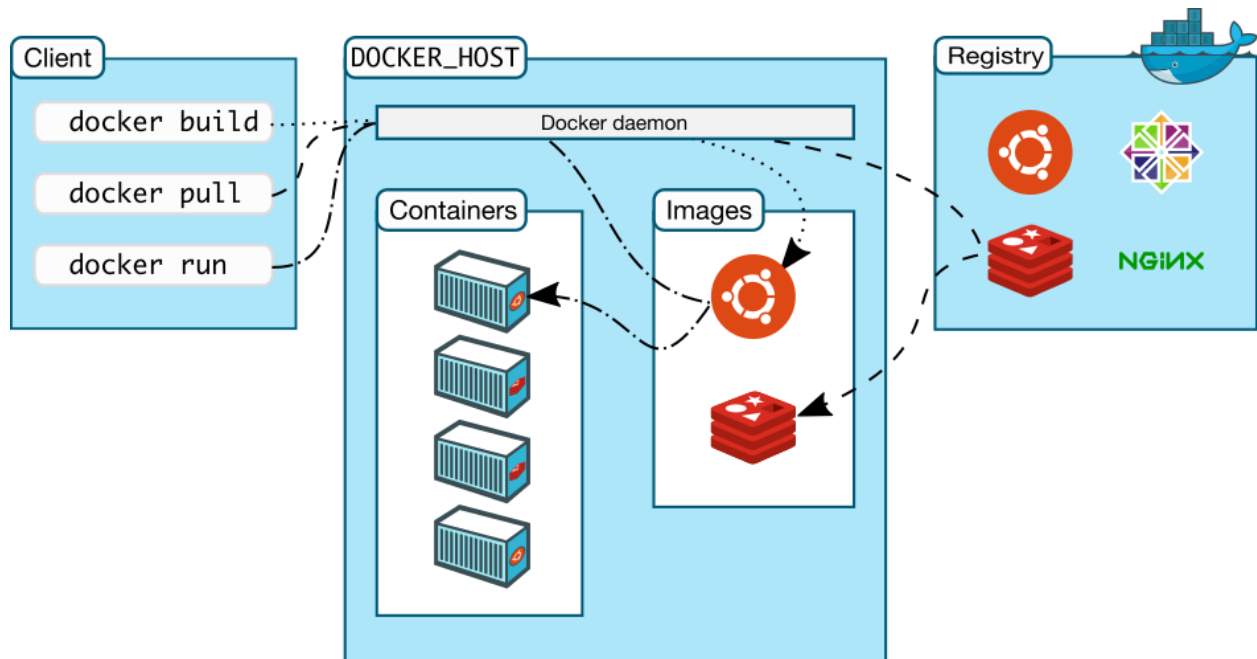 Client
docker build
docker pull
docker run
DOCKER_HOST
Docker daemon
Containers
Images
Registry
NGiNX